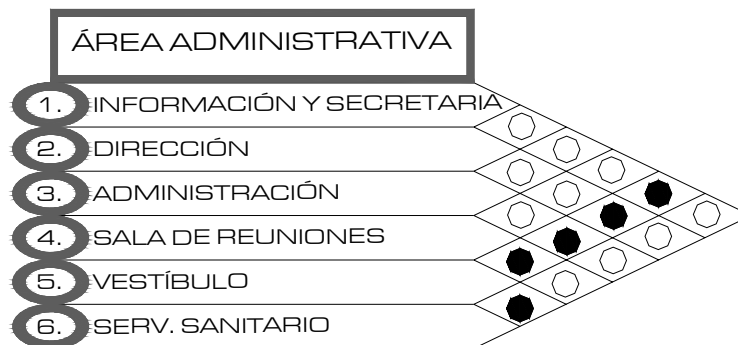 ÁREA ADMINISTRATIVA
1. INFORMACIÓN Y SECRETARIA
2. DIRECCIÓN
3. ADMINISTRACIÓN
4. SALA DE REUNIONES
5. VESTÍBULO
6. SERV. SANITARIO